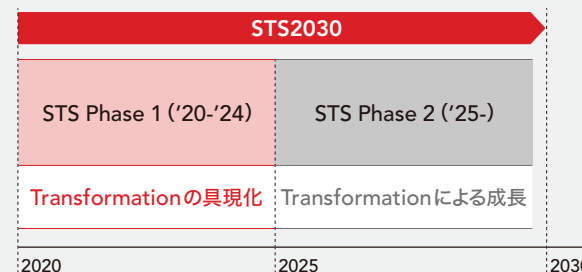 STS2030
STS Phase 1（’20-’24） STS Phase 2（’25-）
Transformationの具現化 Transformationによる成長
2020 2025 2030